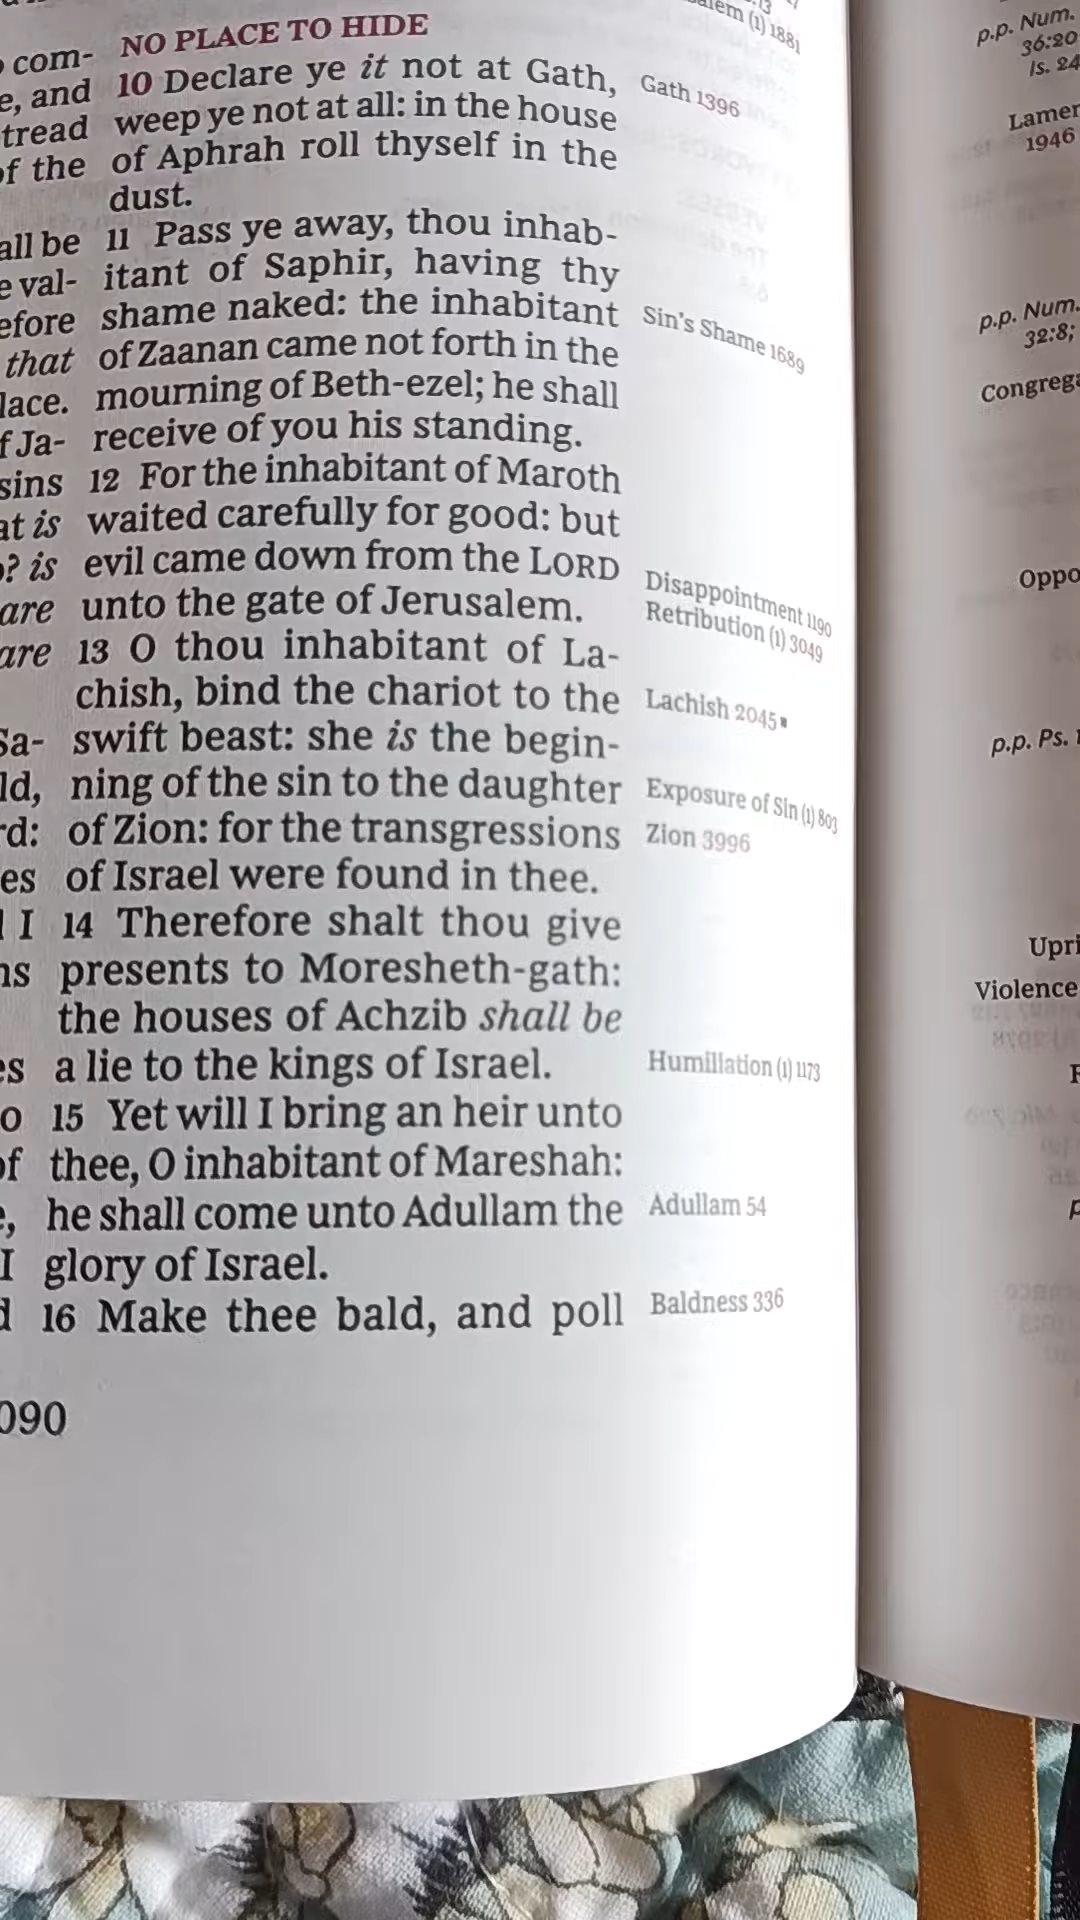 com-
e, and
tread
of the
all be
e val-
efore
that
lace.
f Ja-
sins
at is
o? is
are
are
Sa-
ld,
rd:
es
I
ns
es
o
of
e,
I
d
090
NO PLACE TO HIDE
10 Declare ye it not at Gath,
weep ye not at all: in the house
of Aphrah roll thyself in the
dust.
11 Pass ye away, thou inhab-
itant of Saphir, having thy
shame naked: the inhabitant
of Zaanan came not forth in the
mourning of Beth-ezel; he shall
receive of you his standing.
12 For the inhabitant of Maroth
waited carefully for good: but
evil came down from the LORD
unto the gate of Jerusalem.
13 O thou inhabitant of La-
chish, bind the chariot to the
swift beast: she is the begin-
ning of the sin to the daughter
of Zion: for the transgressions
of Israel were found in thee.
14 Therefore shalt thou give
presents to Moresheth-gath:
the houses of Achzib shall be
a lie to the kings of Israel.
15 Yet will I bring an heir unto
thee, O inhabitant of Mareshah:
he shall come unto Adullam the
glory of Israel.
16 Make thee bald, and poll
alem (1) 1881
Gath 1396
Sin's Shame 1689
Disappointment 1190
Retribution (1) 3049
Lachish 2045▪
Exposure of Sin (1) 803
Zion 3996
Humiliation (1) 1173
Adullam 54
Baldness 336
p.p. Num.
36:20
Is. 24
Lamen
1946
p.p. Num.
32:8;
Congrega
Oppo
p.p. Ps.
Upri
Violence